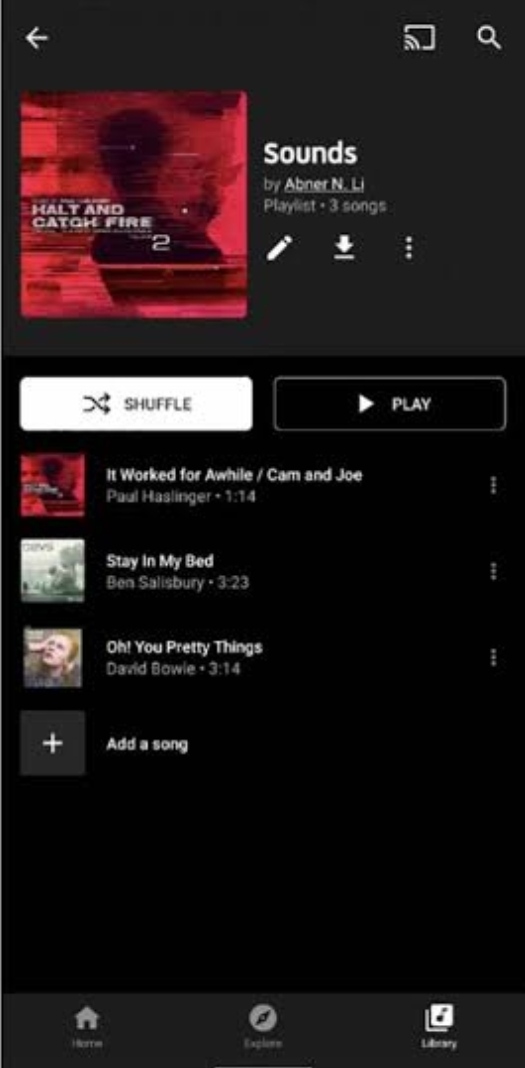 Sounds
by Abner N. Li
Playlist • 3 songs
HALT AND
CATCH FIRE
2
SHUFFLE
PLAY
It Worked for Awhile / Cam and Joe
Paul Haslinger • 1:14
Stay In My Bed
Ben Salisbury • 3:23
Oh! You Pretty Things
David Bowie • 3:14
Add a song
Home
Explore
Library